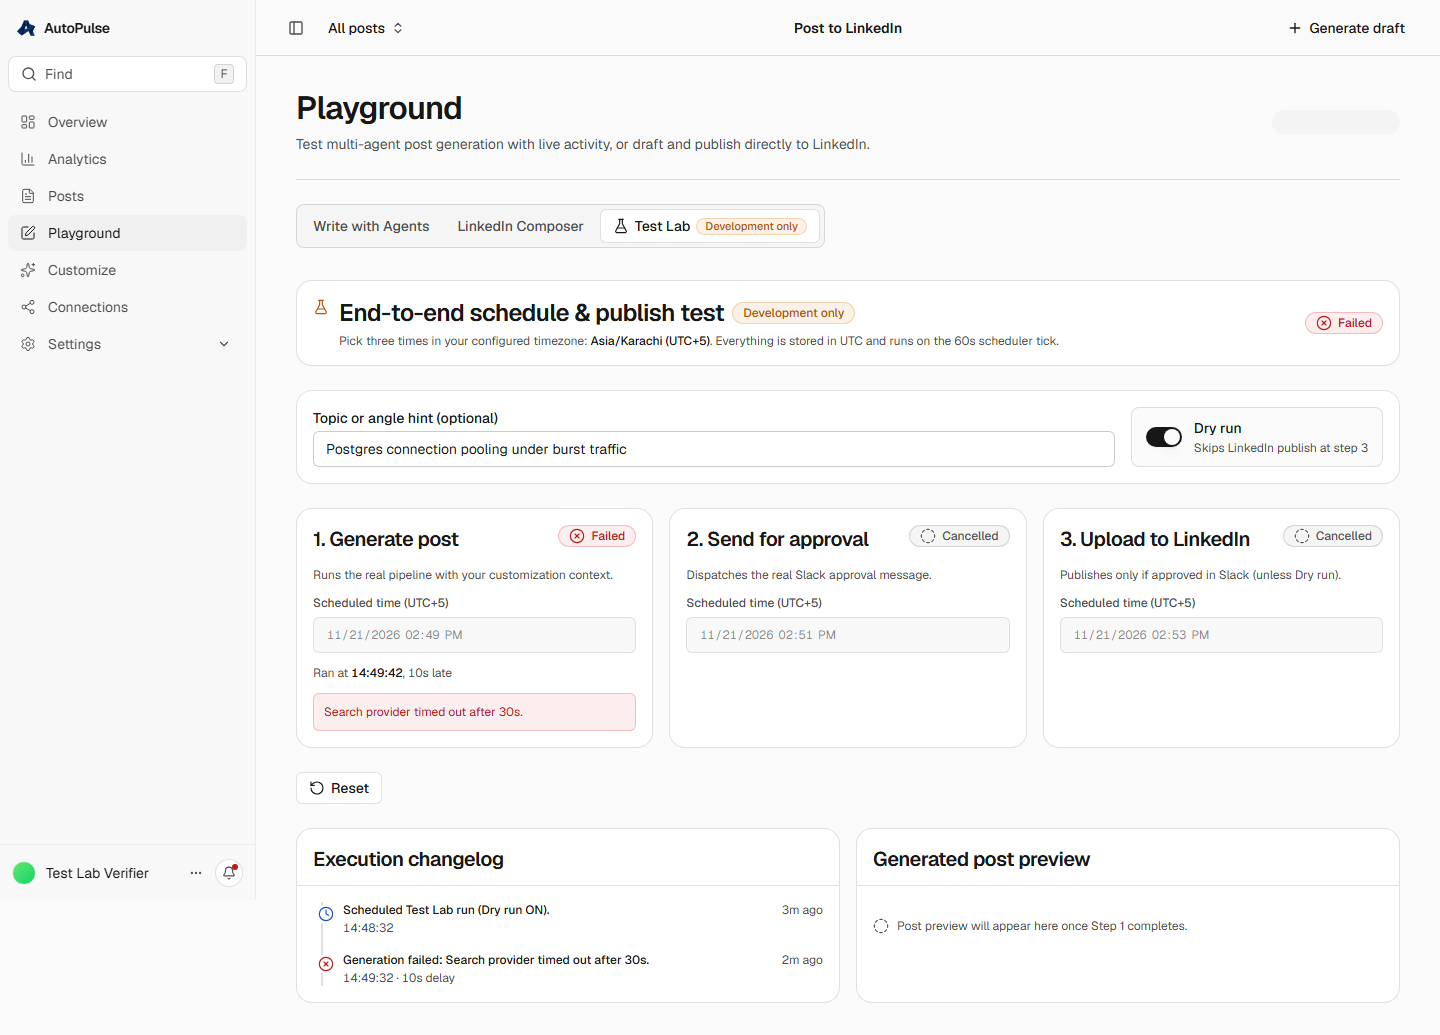 AutoPulse
Find
F
Overview
Analytics
Posts
Playground
Customize
Connections
Settings
Test Lab Verifier
All posts
Post to LinkedIn
Generate draft
Playground
Test multi-agent post generation with live activity, or draft and publish directly to LinkedIn.
Write with Agents
LinkedIn Composer
Test Lab
Development only
End-to-end schedule & publish test
Development only
Pick three times in your configured timezone: Asia/Karachi (UTC+5). Everything is stored in UTC and runs on the 60s scheduler tick.
Failed
Topic or angle hint (optional)
Postgres connection pooling under burst traffic
Dry run
Skips LinkedIn publish at step 3
1. Generate post
Failed
Runs the real pipeline with your customization context.
Scheduled time (UTC+5)
11/21/2026 02:49 PM
Ran at 14:49:42, 10s late
Search provider timed out after 30s.
2. Send for approval
Cancelled
Dispatches the real Slack approval message.
Scheduled time (UTC+5)
11/21/2026 02:51 PM
3. Upload to LinkedIn
Cancelled
Publishes only if approved in Slack (unless Dry run).
Scheduled time (UTC+5)
11/21/2026 02:53 PM
Reset
Execution changelog
Scheduled Test Lab run (Dry run ON).
3m ago
14:48:32
Generation failed: Search provider timed out after 30s.
2m ago
14:49:32 · 10s delay
Generated post preview
Post preview will appear here once Step 1 completes.